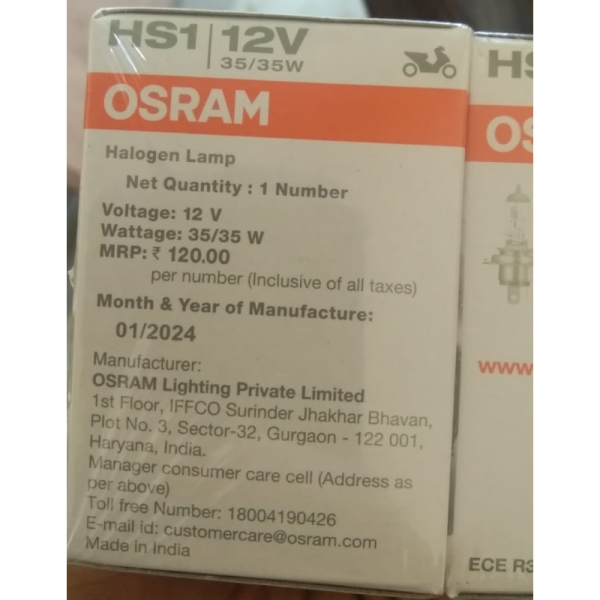 HS1 12V
35/35W
OSRAM
Halogen Lamp
Net Quantity : 1 Number
Voltage: 12 V
Wattage: 35/35 W
MRP: ₹ 120.00
per number (Inclusive of all taxes)
Month & Year of Manufacture:
01/2024
Manufacturer:
OSRAM Lighting Private Limited
1st Floor, IFFCO Surinder Jhakhar Bhavan,
Plot No. 3, Sector-32, Gurgaon - 122 001,
Haryana, India.
Manager consumer care cell (Address as
per above)
Toll free Number: 18004190426
E-mail id: customercare@osram.com
Made in India
www.
ECE